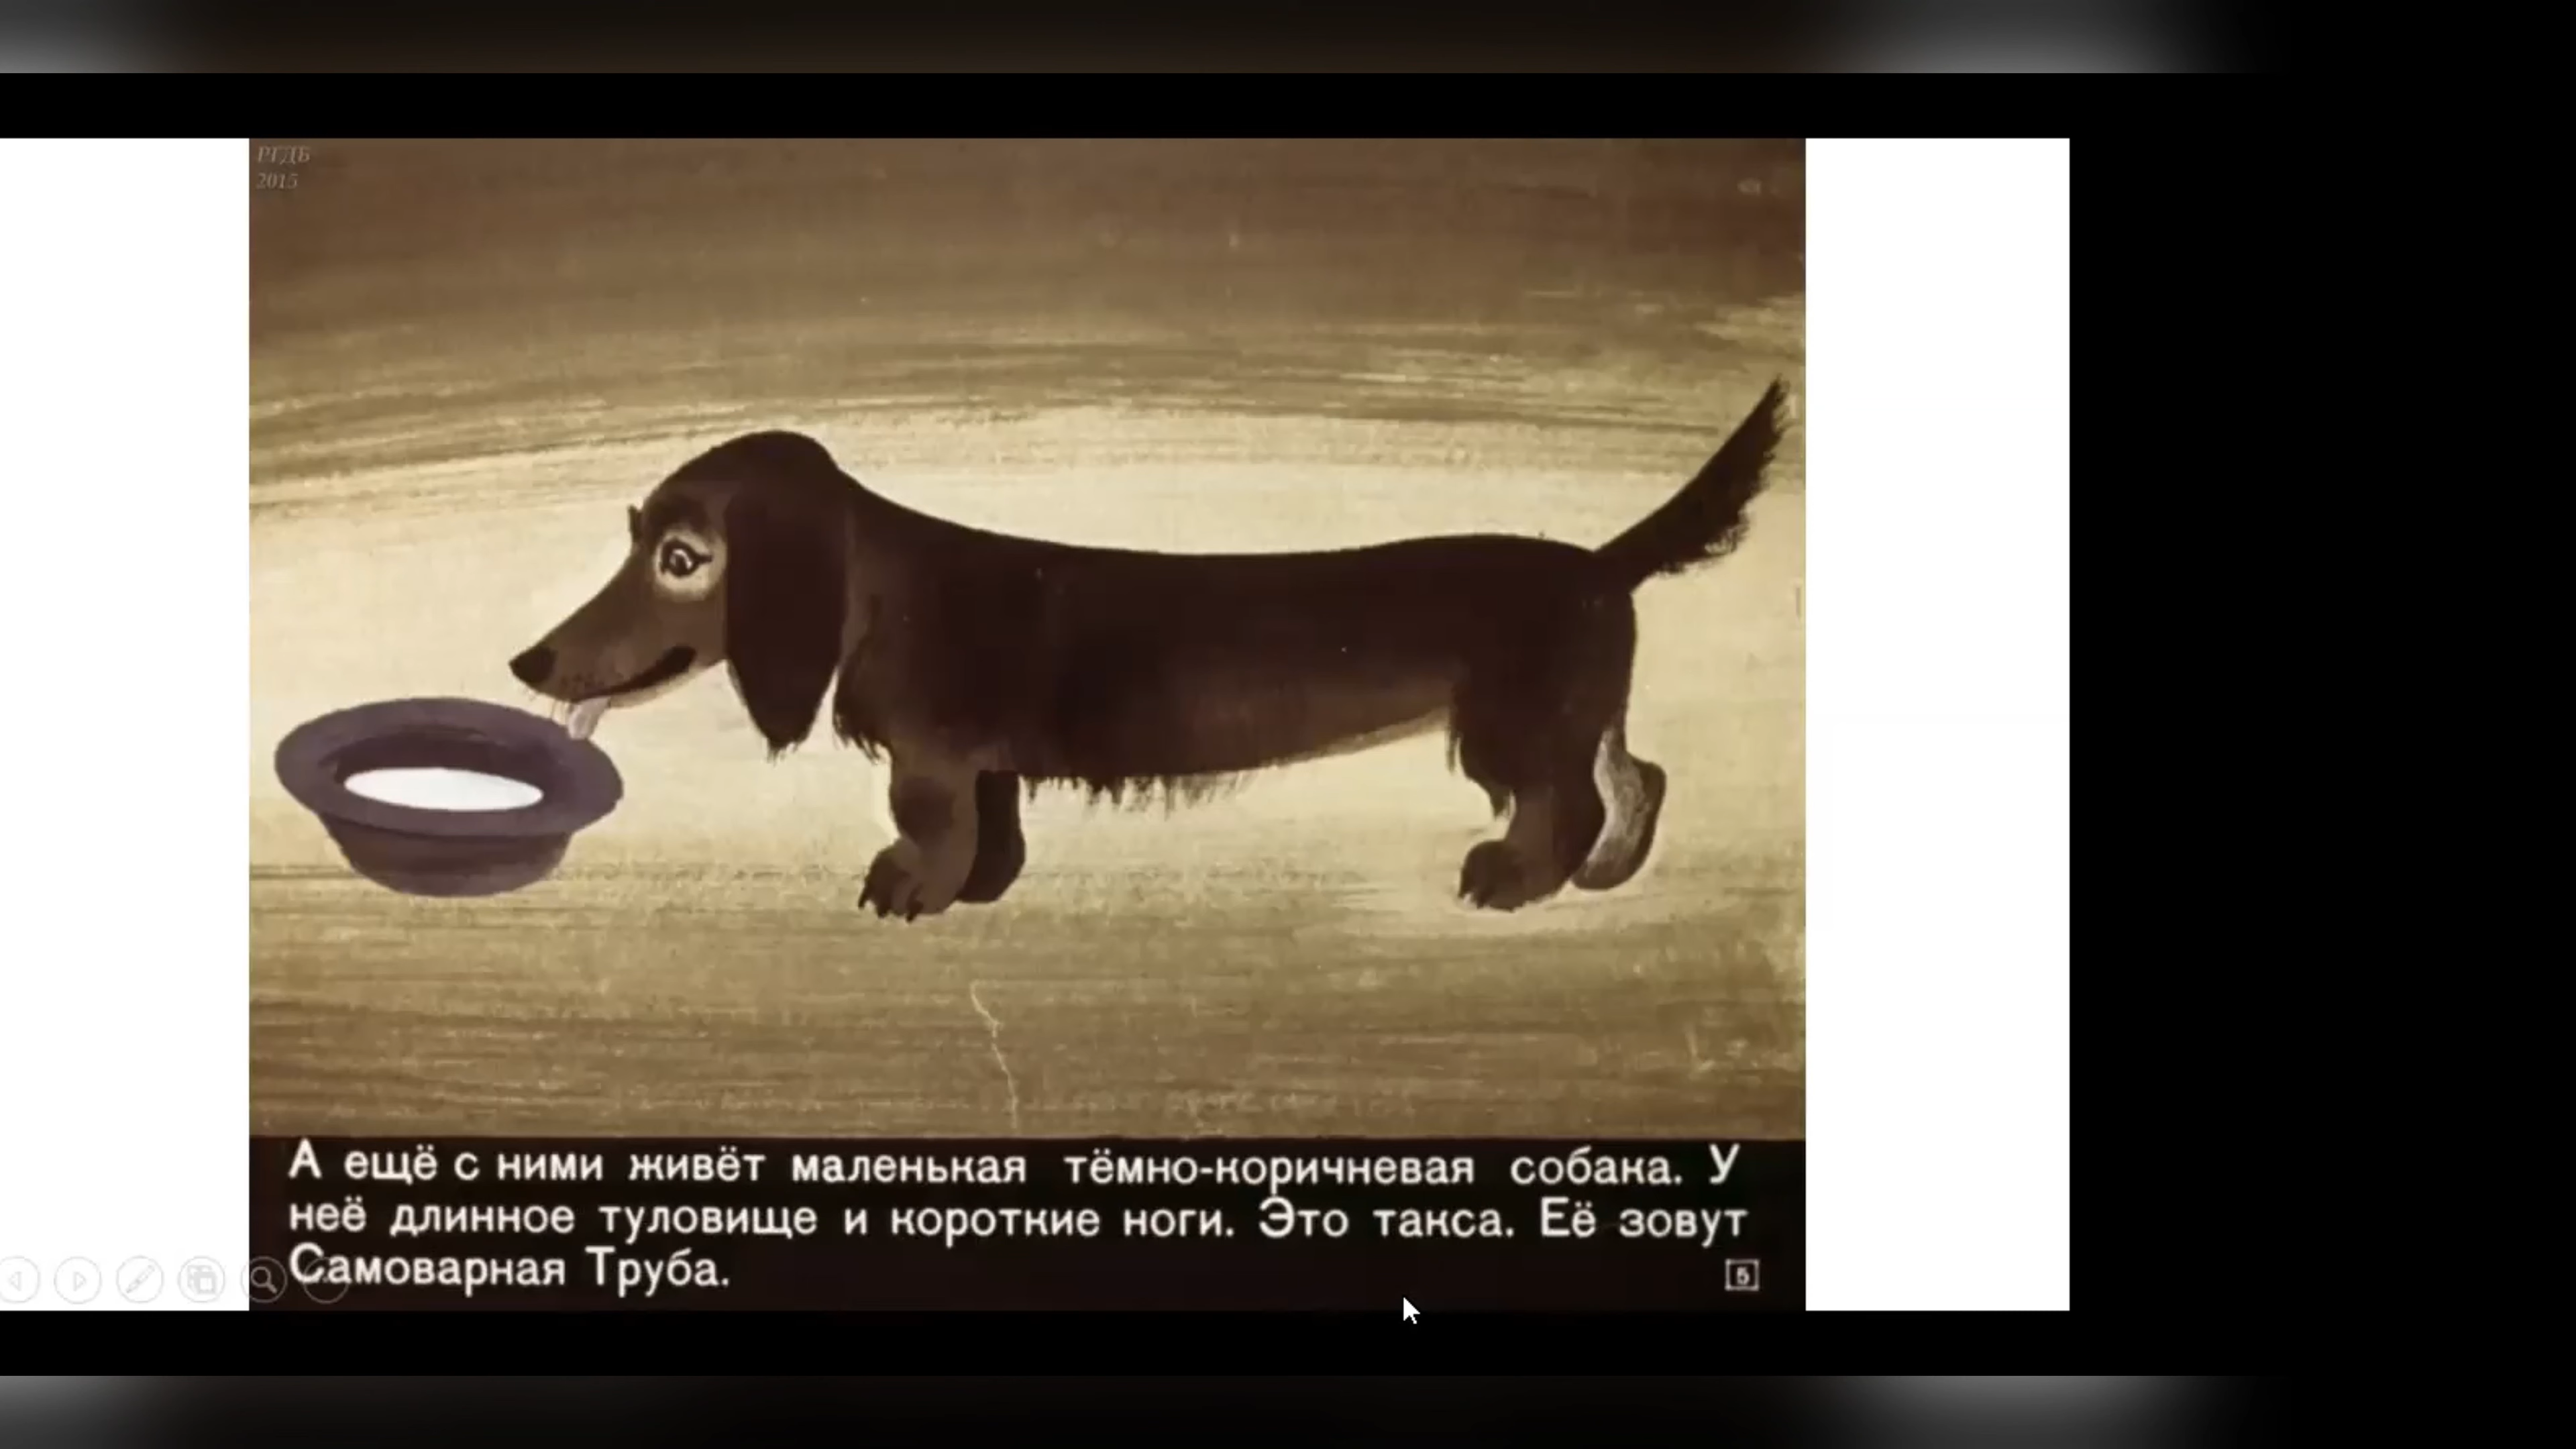 РГДБ
2015
А ещё с ними живёт маленькая тёмно-коричневая собака. У
неё длинное туловище и короткие ноги. Это такса. Её зовут
Самоварная Труба.
5